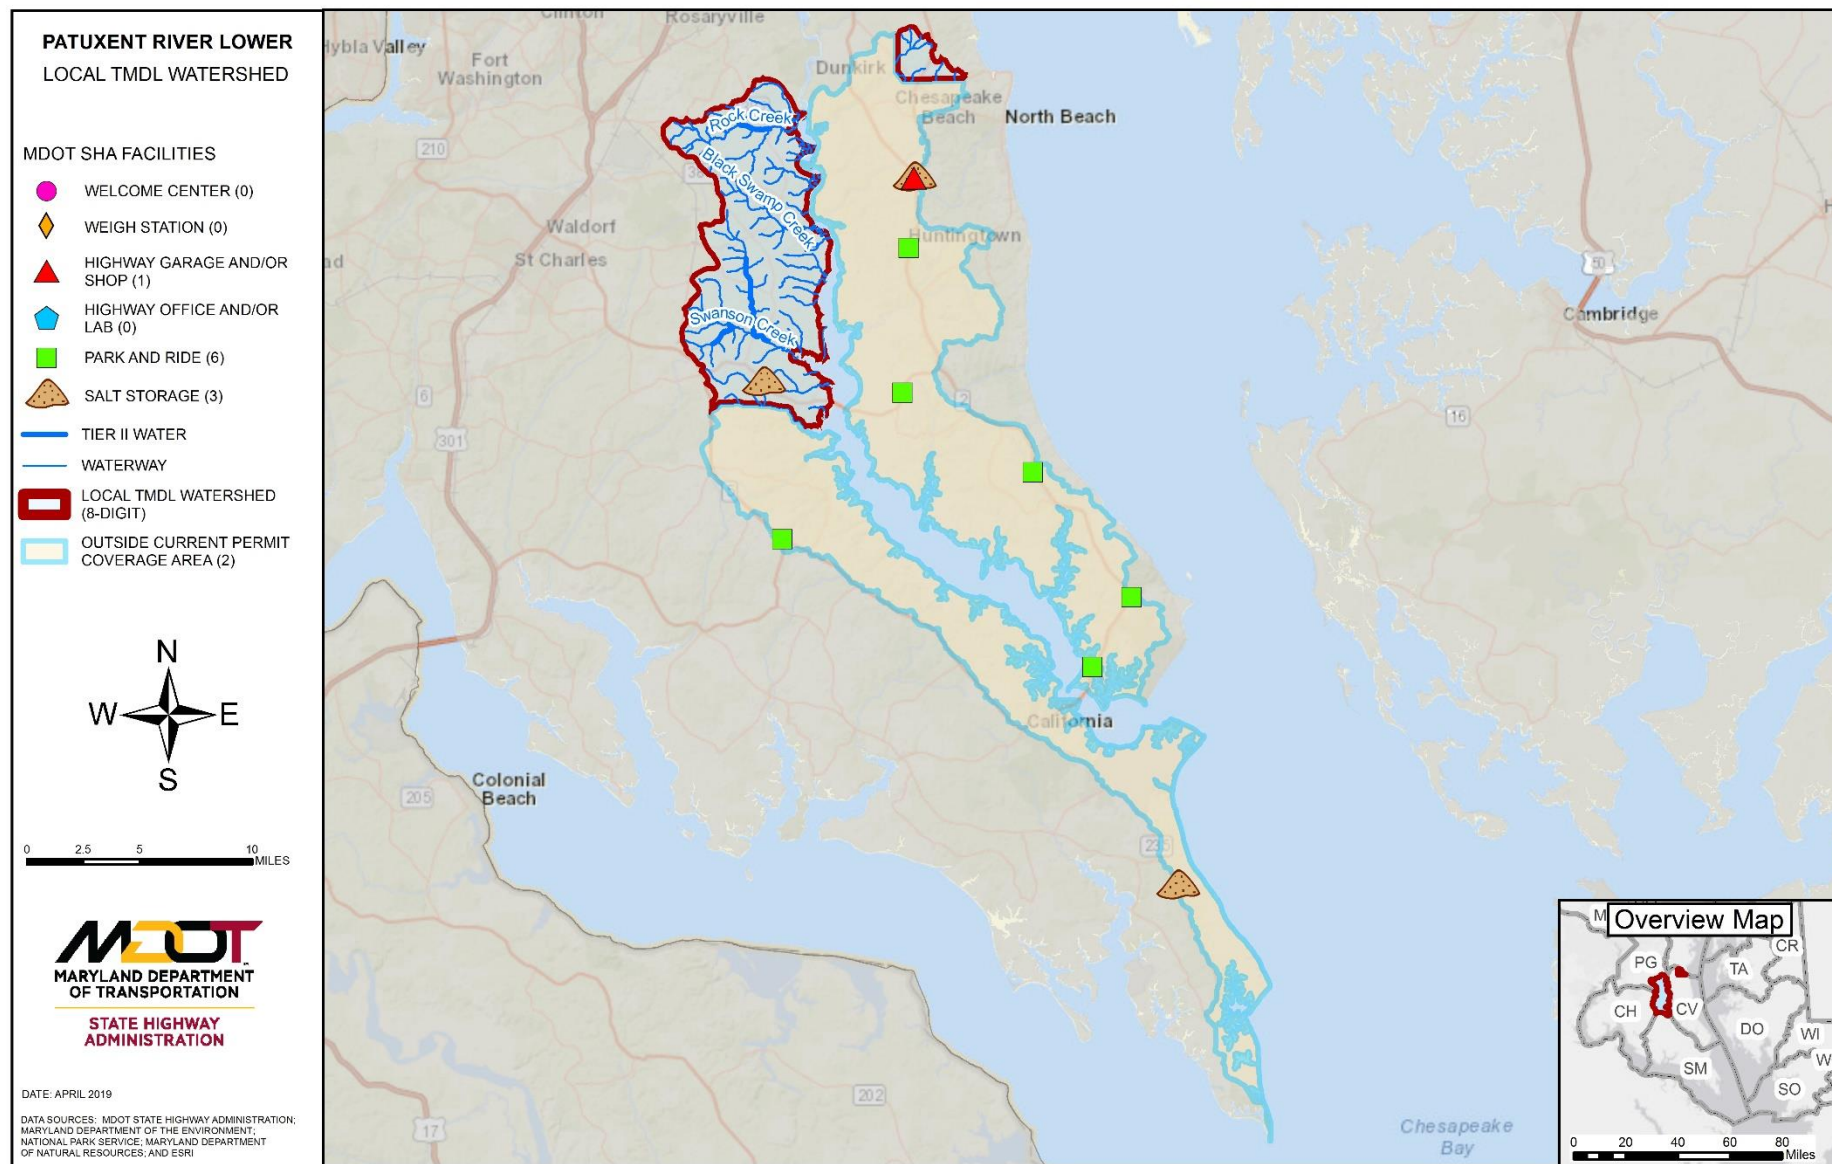 PATUXENT RIVER LOWER
LOCAL TMDL WATERSHED
MDOT SHA FACILITIES
WELCOME CENTER (0)
WEIGH STATION (0)
HIGHWAY GARAGE AND/OR
SHOP (1)
HIGHWAY OFFICE AND/OR
LAB (0)
PARK AND RIDE (6)
SALT STORAGE (3)
TIER II WATER
WATERWAY
LOCAL TMDL WATERSHED
(8-DIGIT)
OUTSIDE CURRENT PERMIT
COVERAGE AREA (2)
N
W E
S
0 2.5 5 10
MILES
MDOT
MARYLAND DEPARTMENT
OF TRANSPORTATION
STATE HIGHWAY
ADMINISTRATION
DATE: APRIL 2019
DATA SOURCES: MDOT STATE HIGHWAY ADMINISTRATION;
MARYLAND DEPARTMENT OF THE ENVIRONMENT;
NATIONAL PARK SERVICE; MARYLAND DEPARTMENT
OF NATURAL RESOURCES; AND ESRI
Clinton
Rosaryville
Hybla Valley
Fort
Washington
Dunkirk
Chesapeake
Beach
North Beach
210
Rock Creek
Black Swamp Creek
Waldorf
St Charles
Huntingtown
50
Cambridge
Swanson Creek
6
2
16
301
5
California
Colonial
Beach
205
235
202
17
Chesapeake
Bay
Overview Map
M
CR
PG
TA
CH
CV
DO
WI
W
SM
SO
0 20 40 60 80
Miles